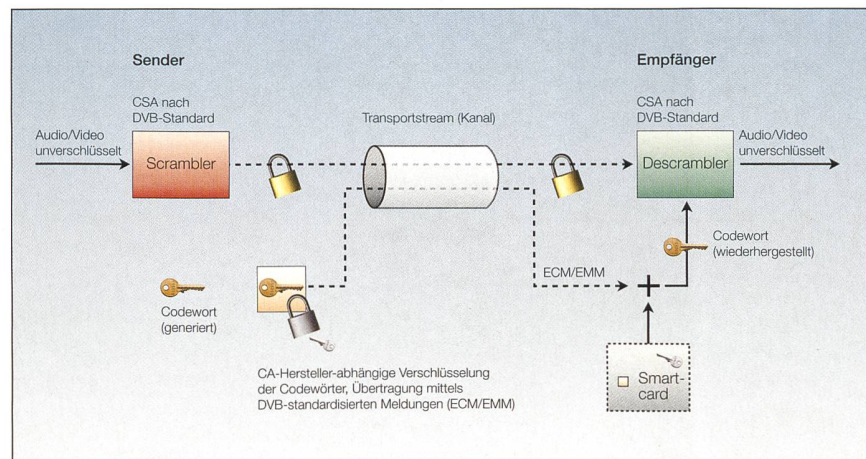 Sender
Empfänger
CSA nach
DVB-Standard
Transportstream (Kanal)
CSA nach
DVB-Standard
Audio/Video
unverschlüsselt
Scrambler
Descrambler
Audio/Video
unverschlüsselt
Codewort
(wiederhergestellt)
ECM/EMM
Codewort
(generiert)
CA-Hersteller-abhängige Verschlüsselung
der Codewörter, Übertragung mittels
DVB-standardisierten Meldungen (ECM/EMM)
Smart-
card